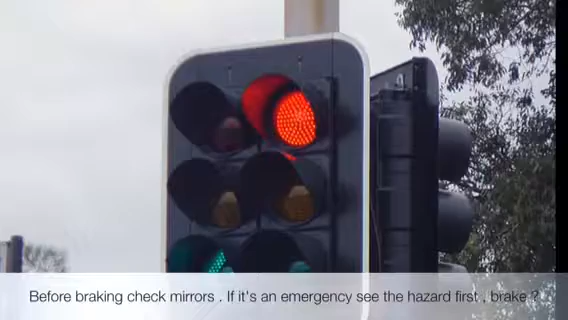 Before braking check mirrors . If it's an emergency see the hazard first , brake ?